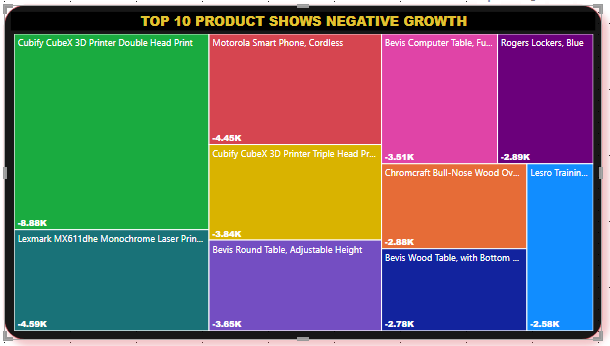 TOP 10 PRODUCT SHOWS NEGATIVE GROWTH
Cubify CubeX 3D Printer Double Head Print
-8.88K
Lexmark MX611dhe Monochrome Laser Prin...
-4.59K
Motorola Smart Phone, Cordless
-4.45K
Cubify CubeX 3D Printer Triple Head Pr...
-3.84K
Bevis Round Table, Adjustable Height
-3.65K
Bevis Computer Table, Fu...
-3.51K
Rogers Lockers, Blue
-2.89K
Chromcraft Bull-Nose Wood Ov...
-2.88K
Bevis Wood Table, with Bottom ...
-2.78K
Lesro Trainin...
-2.58K